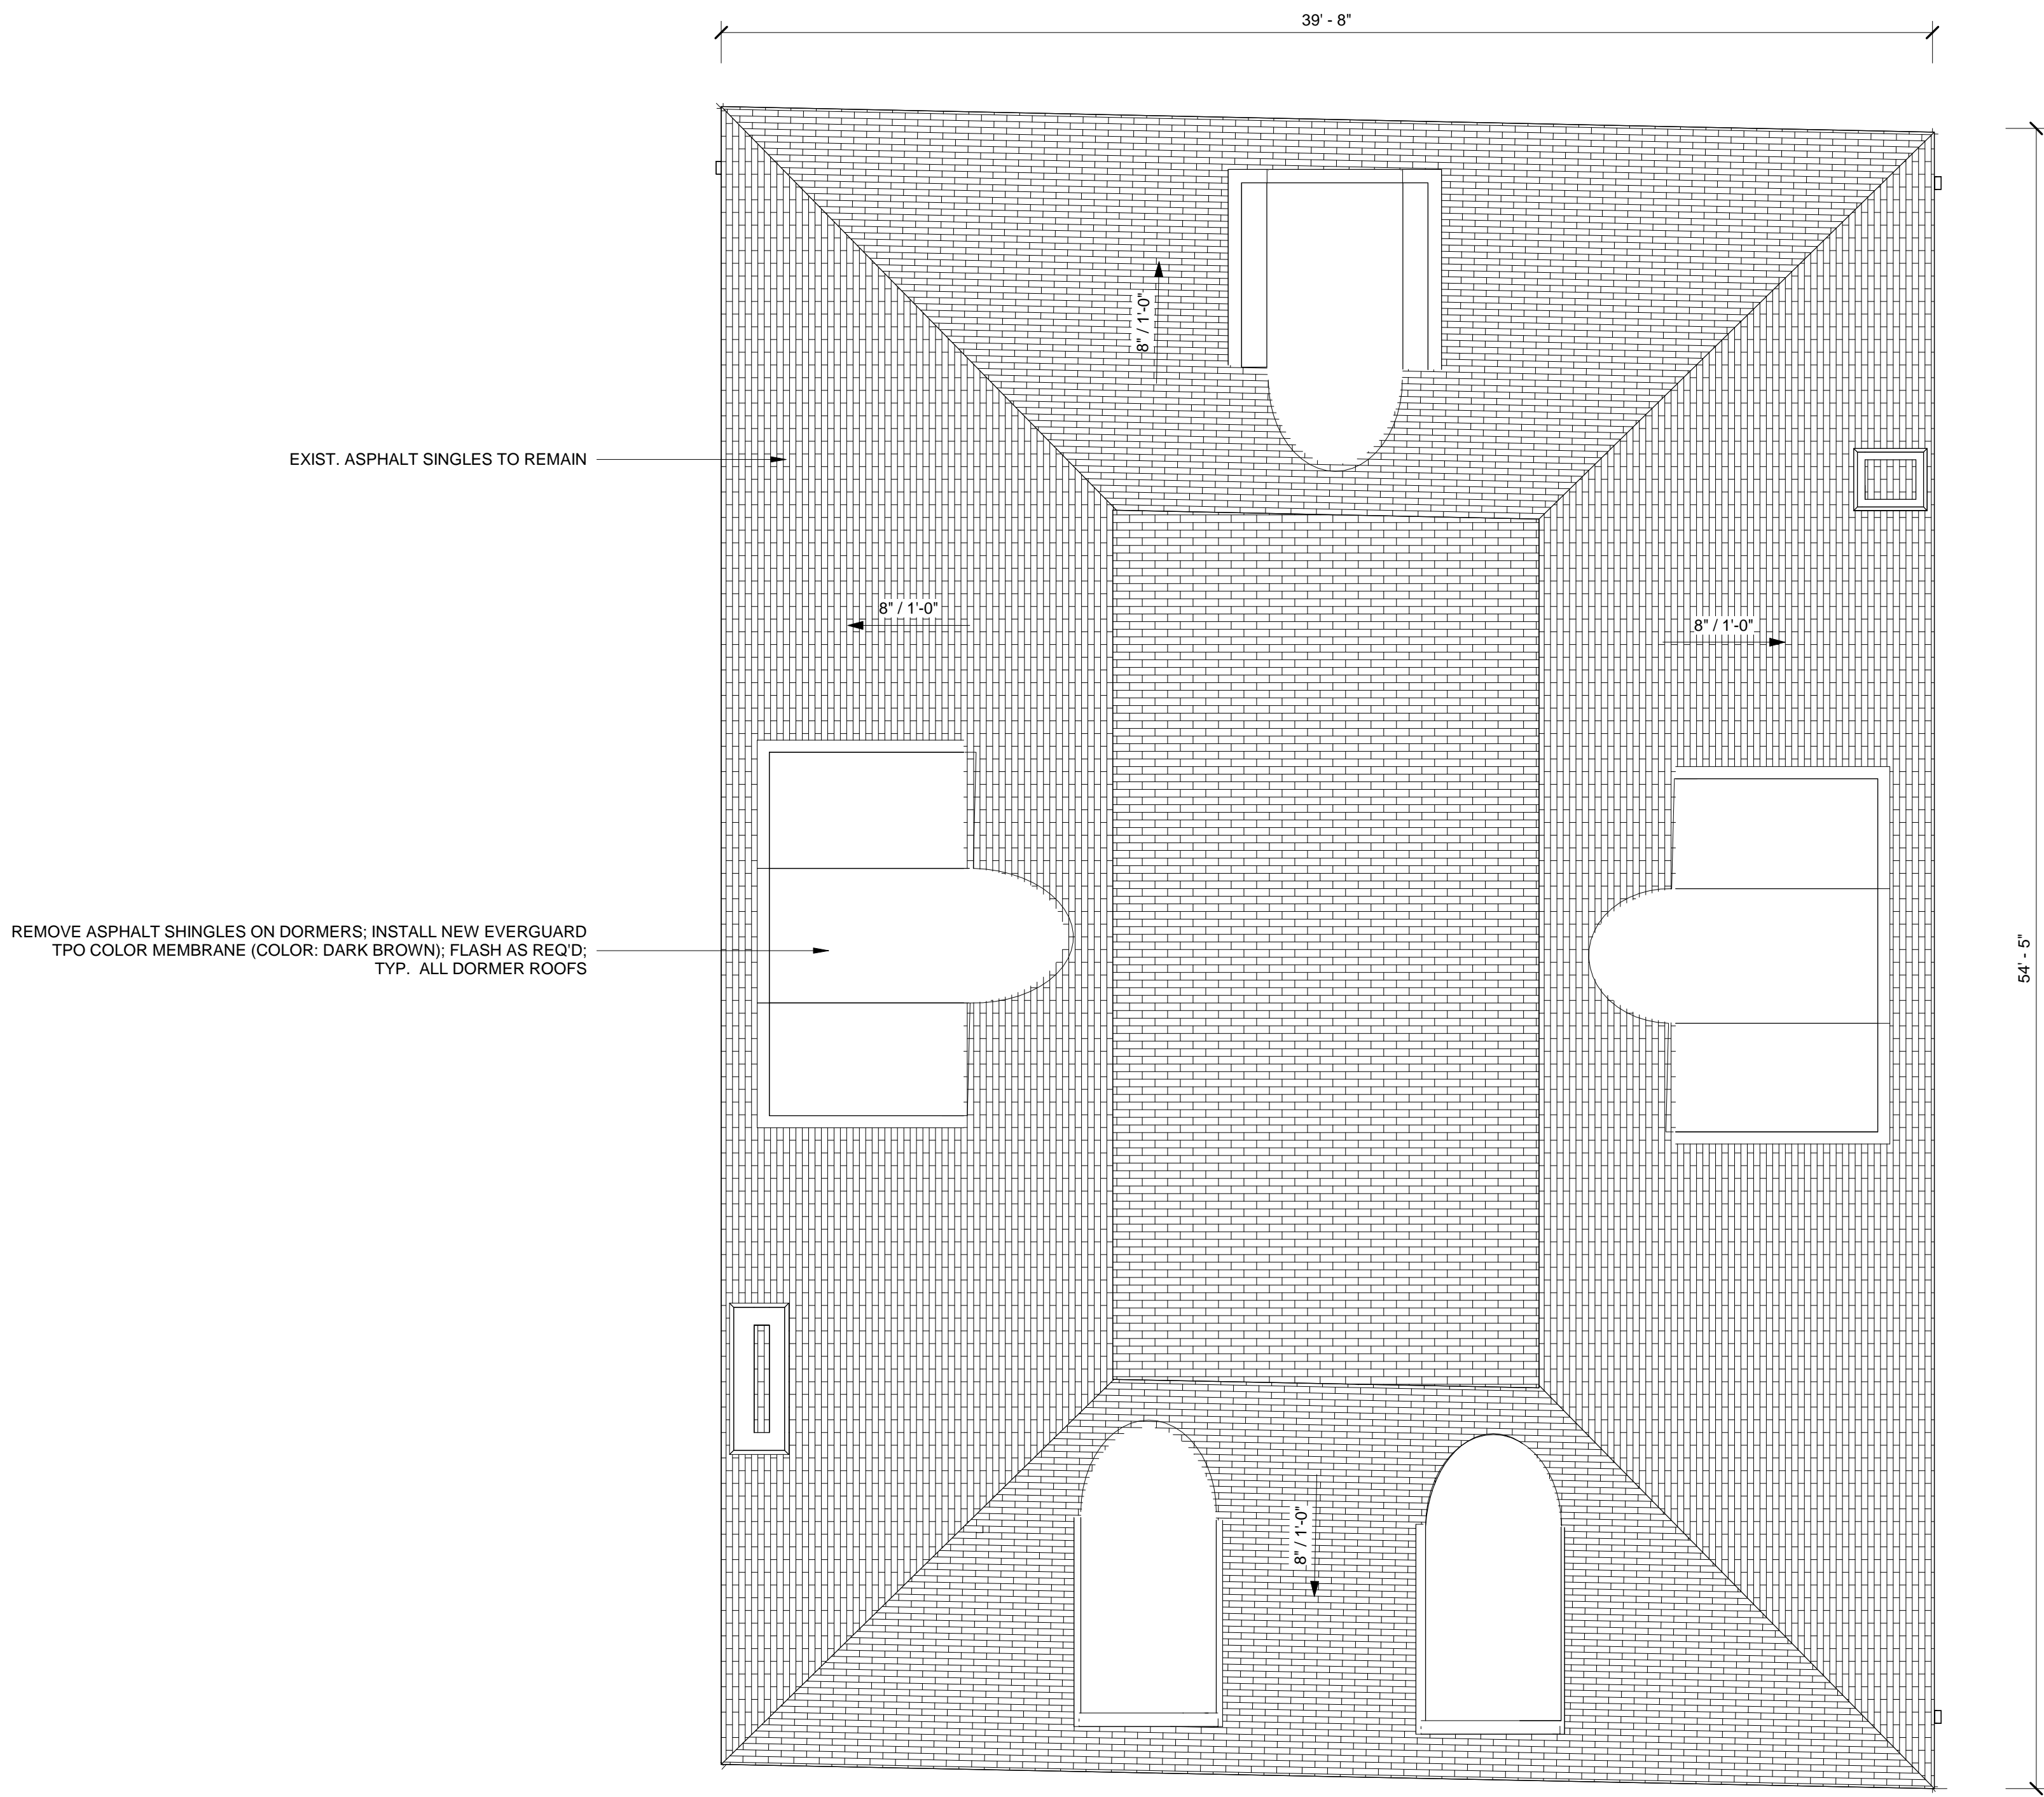 39' - 8"
8" / 1'-0"
EXIST. ASPHALT SINGLES TO REMAIN
8" / 1'-0"
8" / 1'-0"
REMOVE ASPHALT SHINGLES ON DORMERS; INSTALL NEW EVERGUARD
TPO COLOR MEMBRANE (COLOR: DARK BROWN); FLASH AS REQ'D;
TYP. ALL DORMER ROOFS
54' - 5"
8" / 1'-0"